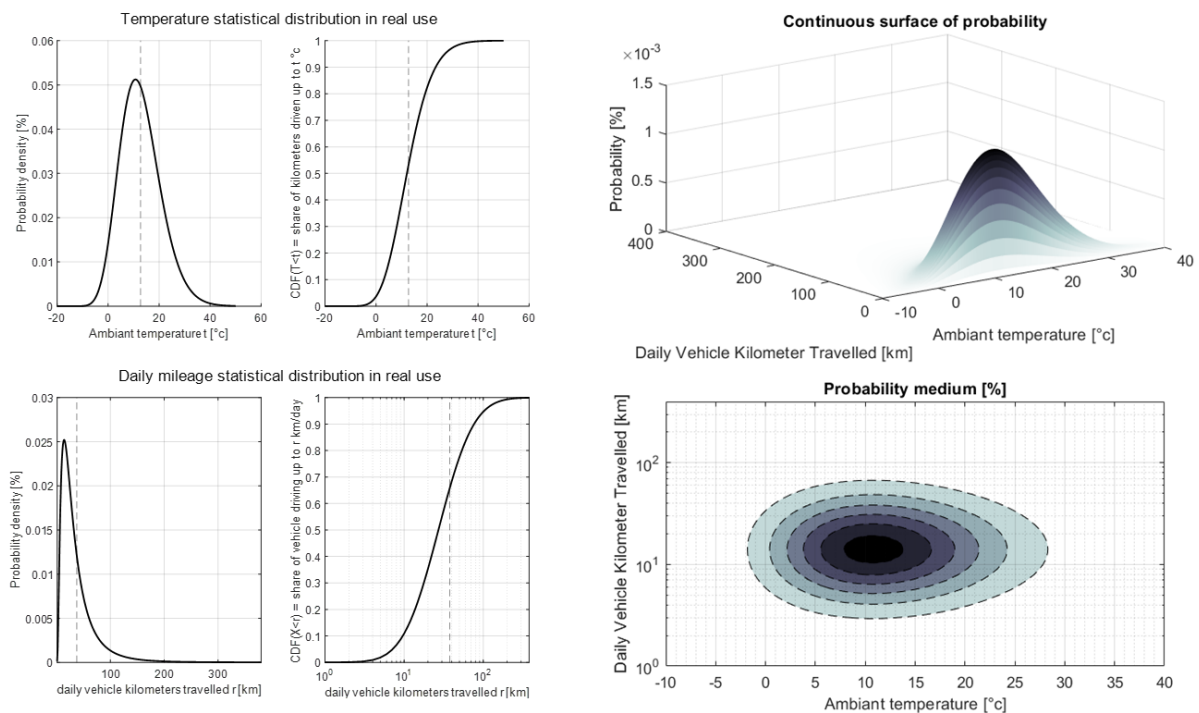 Temperature statistical distribution in real use
0.06
0.05
0.04
0.03
0.02
0.01
0
Probability density [%]
-20 0 20 40 60
Ambiant temperature t [°c]
1
0.9
0.8
0.7
0.6
0.5
0.4
0.3
0.2
0.1
0
CDF(T<t) = share of kilometers driven up to t °c
-20 0 20 40 60
Ambiant temperature t [°c]
Continuous surface of probability
×10⁻³
1.5
1
0.5
0
Probability [%]
400
300
200
100
0
-10
0
10
20
30
40
Ambiant temperature [°c]
Daily Vehicle Kilometer Travelled [km]
Daily mileage statistical distribution in real use
0.03
0.025
0.02
0.015
0.01
0.005
0
Probability density [%]
100 200 300
daily vehicle kilometers travelled r [km]
1
0.9
0.8
0.7
0.6
0.5
0.4
0.3
0.2
0.1
0
CDF(X<r) = share of vehicle driving up to r km/day
10⁰ 10¹ 10²
daily vehicle kilometers travelled r [km]
Probability medium [%]
10²
10¹
10⁰
Daily Vehicle Kilometer Travelled [km]
-10 -5 0 5 10 15 20 25 30 35 40
Ambiant temperature [°c]